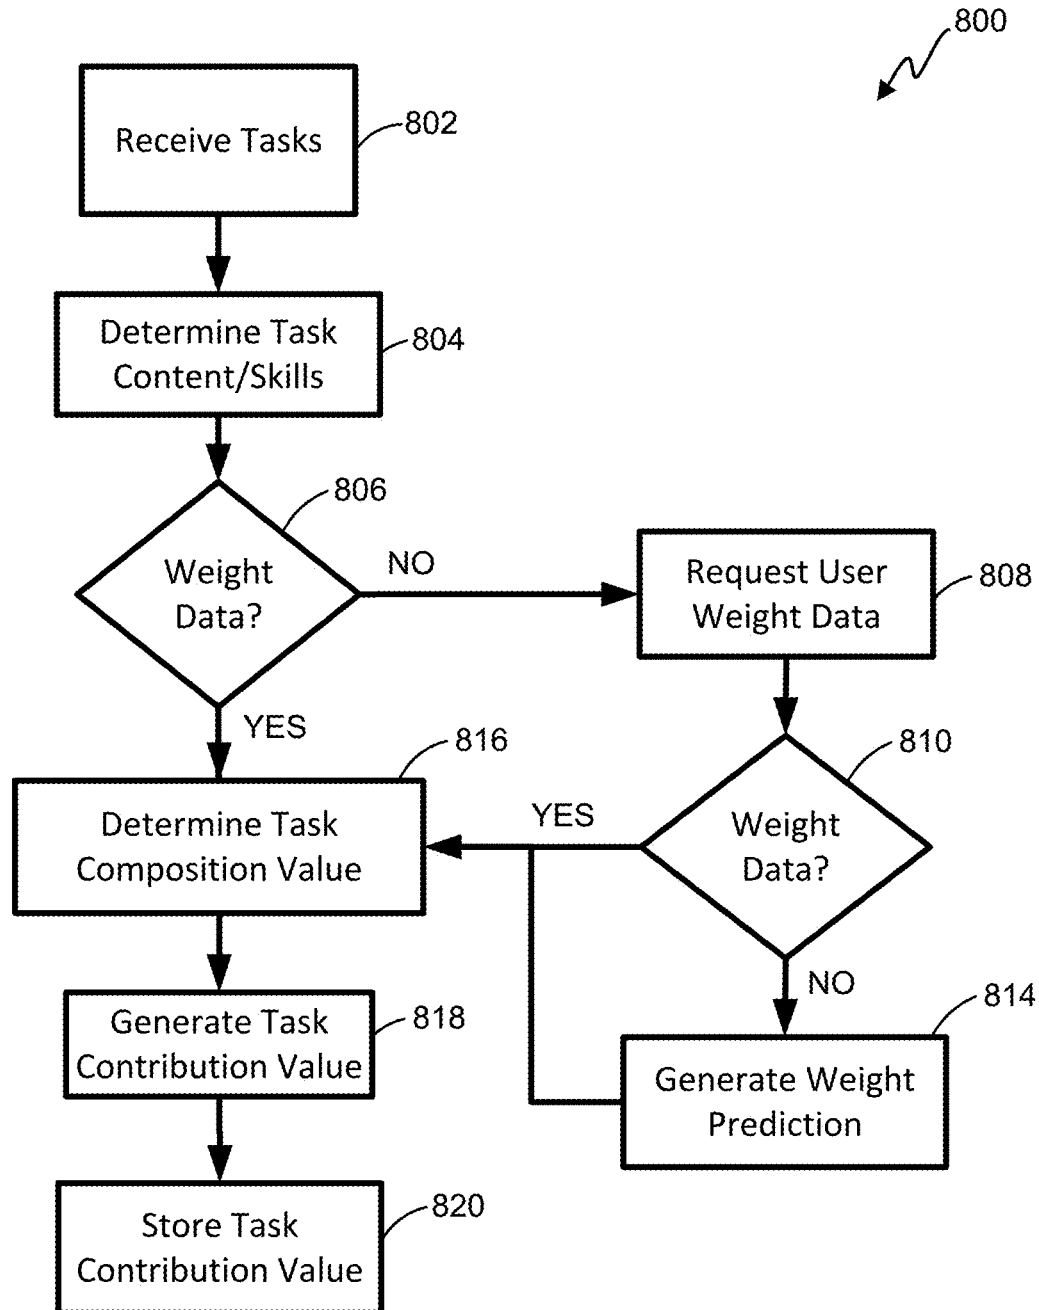 800
Receive Tasks
802
Determine Task
Content/Skills
804
806
Weight
Data?
NO
YES
Request User
Weight Data
808
810
Weight
Data?
YES
NO
816
Determine Task
Composition Value
814
Generate Weight
Prediction
Generate Task
Contribution Value
818
Store Task
Contribution Value
820